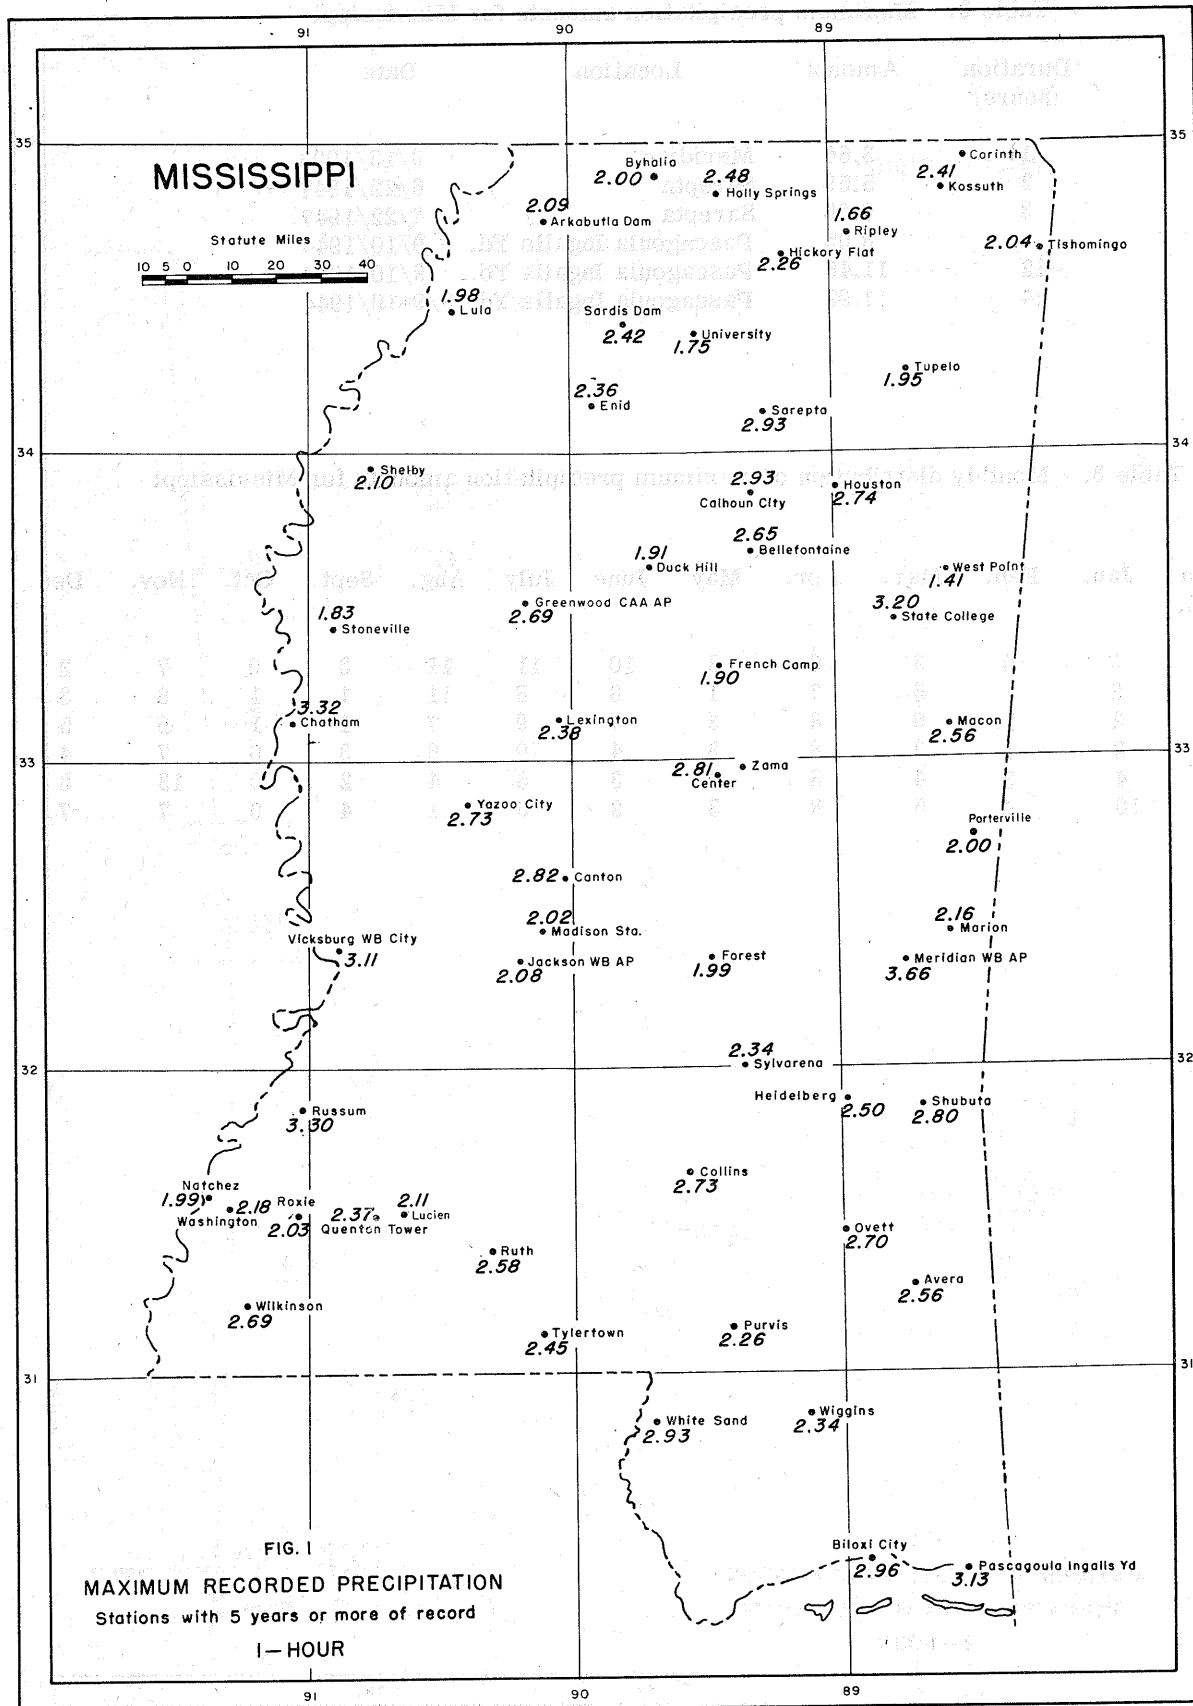 91 90 89
35 35
MISSISSIPPI
Statute Miles
10 5 0 10 20 30 40
Corinth
2.41
Kossuth
Byhalia
2.00
2.48
Holly Springs
2.09
Arkabutla Dam
1.66
Ripley
2.04 Tishomingo
Hickory Flat
2.26
1.98
Lula
Sardis Dam
2.42
University
1.75
Tupelo
1.95
2.36
Enid
Sarepta
2.93
34 34
Shelby
2.10
2.93
Calhoun City
Houston
2.74
2.65
Bellefontaine
1.91
Duck Hill
West Point
1.41
Greenwood CAA AP
2.69
3.20
State College
1.83
Stoneville
French Camp
1.90
3.32
Chatham
Lexington
2.38
Macon
2.56
33 33
Zama
2.81
Center
Yazoo City
2.73
Porterville
2.00
2.82 Canton
2.02
Madison Sta.
2.16
Marion
Vicksburg WB City
3.11
Jackson WB AP
2.08
Forest
1.99
Meridian WB AP
3.66
32 32
2.34
Sylvarena
Heidelberg
2.50
Shubuta
2.80
Russum
3.30
Collins
2.73
Natchez
1.99
2.18
Washington
Roxie
2.03
2.37
Quenton Tower
2.11
Lucien
Ovett
2.70
Ruth
2.58
Avera
2.56
Wilkinson
2.69
Tylertown
2.45
Purvis
2.26
31 31
White Sand
2.93
Wiggins
2.34
Biloxi City
2.96
Pascagoula Ingalls Yd
3.13
FIG. 1
MAXIMUM RECORDED PRECIPITATION
Stations with 5 years or more of record
1-HOUR
91 90 89